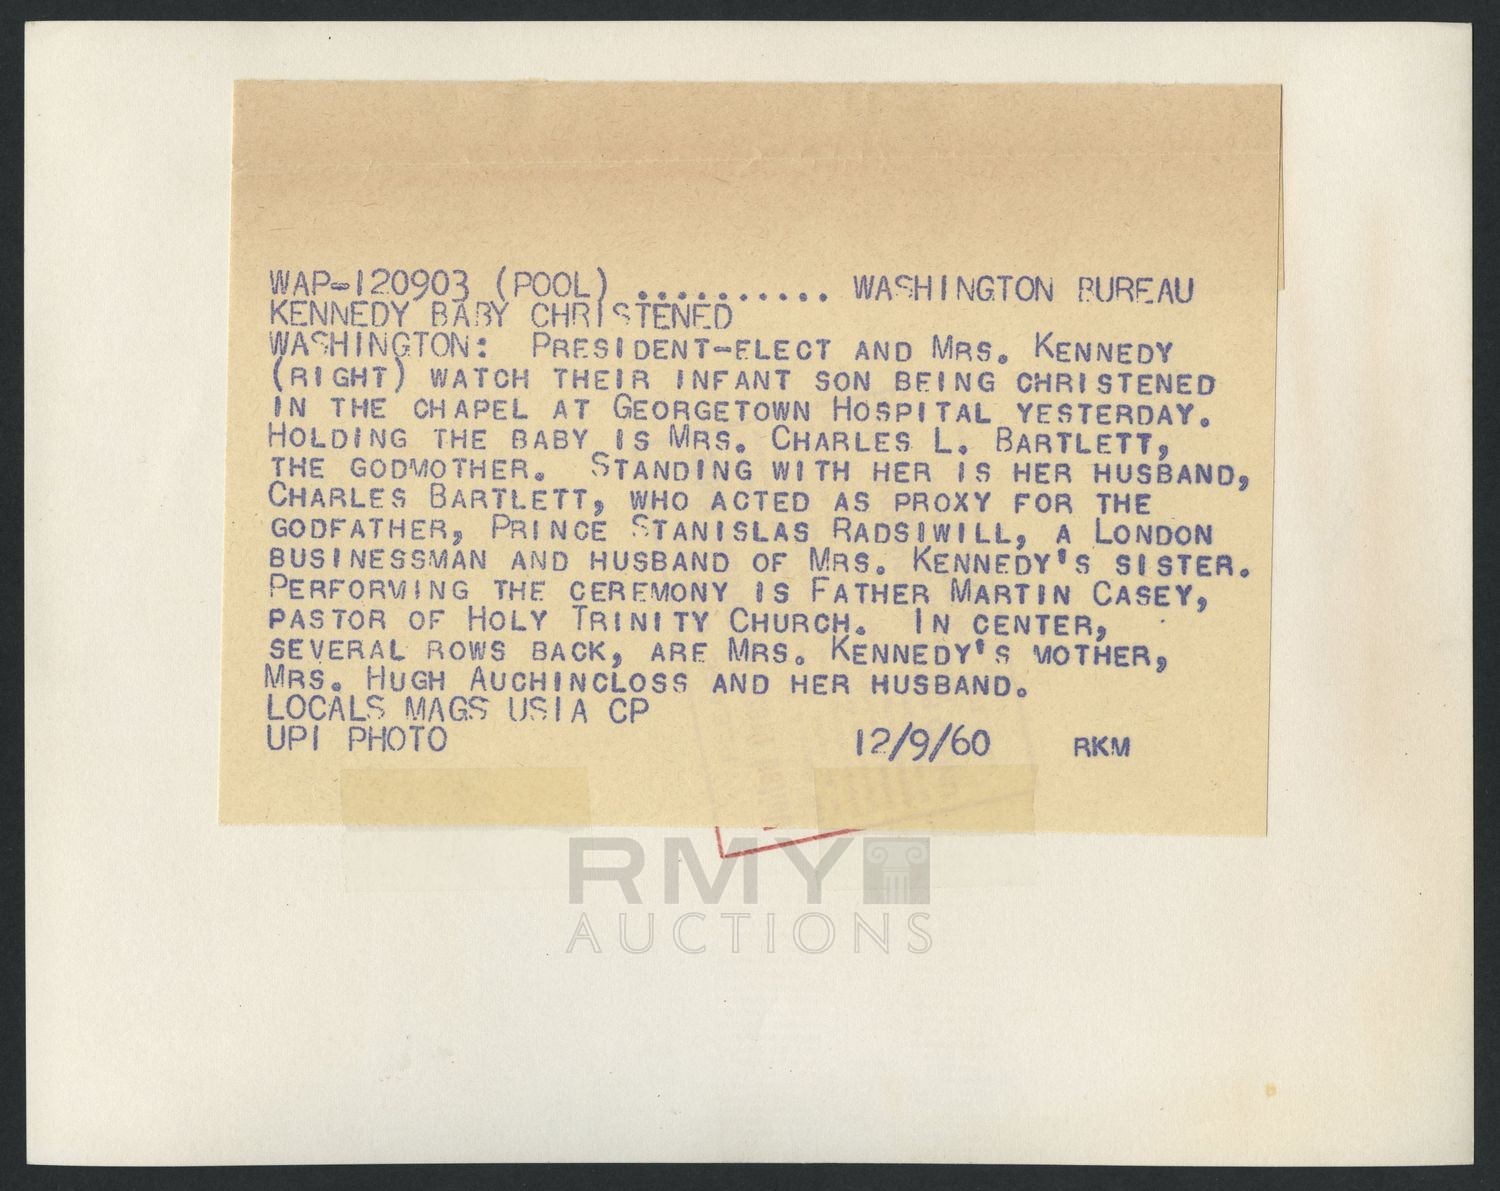 WAP-120903 (POOL) .......... WASHINGTON BUREAU
KENNEDY BABY CHRISTENED
WASHINGTON: PRESIDENT-ELECT AND MRS. KENNEDY
(RIGHT) WATCH THEIR INFANT SON BEING CHRISTENED
IN THE CHAPEL AT GEORGETOWN HOSPITAL YESTERDAY.
HOLDING THE BABY IS MRS. CHARLES L. BARTLETT,
THE GODMOTHER. STANDING WITH HER IS HER HUSBAND,
CHARLES BARTLETT, WHO ACTED AS PROXY FOR THE
GODFATHER, PRINCE STANISLAS RADSIWILL, A LONDON
BUSINESSMAN AND HUSBAND OF MRS. KENNEDY'S SISTER.
PERFORMING THE CEREMONY IS FATHER MARTIN CASEY,
PASTOR OF HOLY TRINITY CHURCH. IN CENTER,
SEVERAL ROWS BACK, ARE MRS. KENNEDY'S MOTHER,
MRS. HUGH AUCHINCLOSS AND HER HUSBAND.
LOCALS MAGS USIA CP
UPI PHOTO 12/9/60 RKM
RMY
AUCTIONS